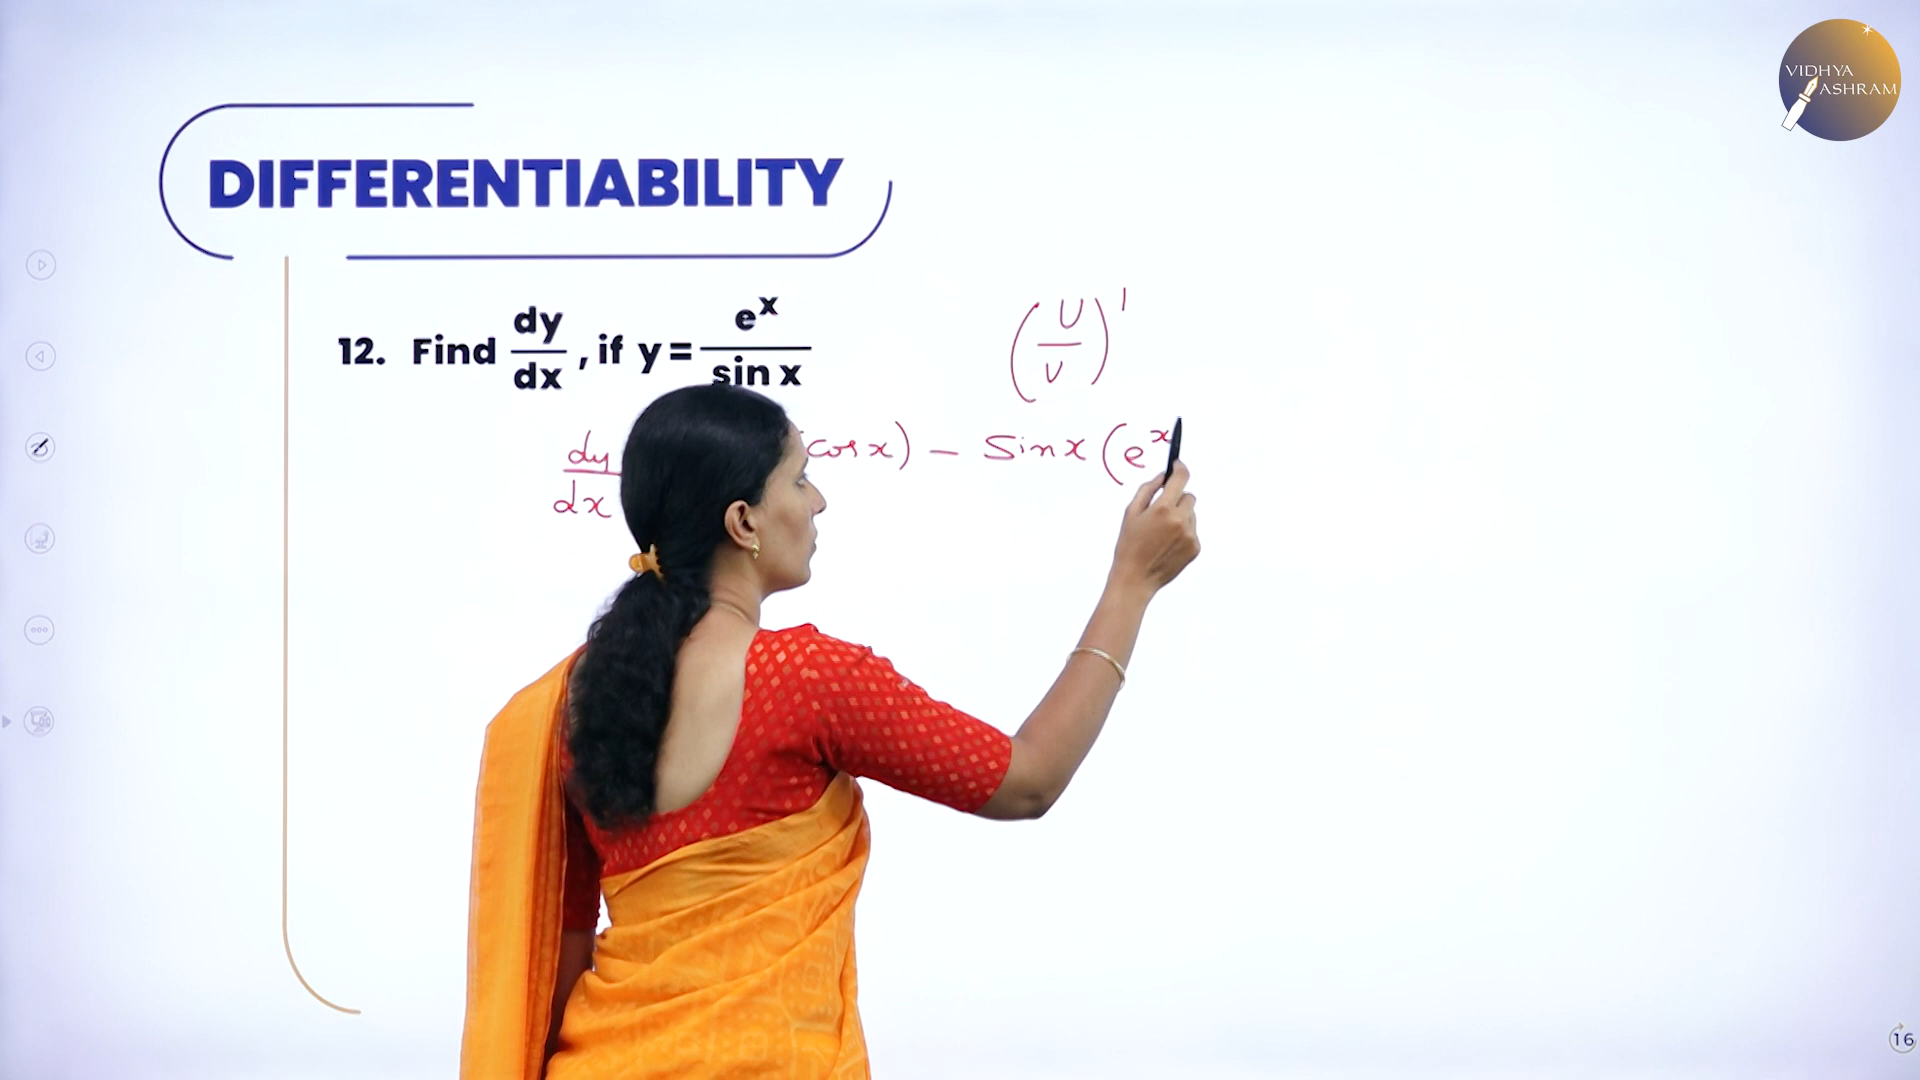 VIDHYA
ASHRAM
DIFFERENTIABILITY
12. Find dy/dx , if y = e^x / sin x
(U/V)'
dy/dx cos x) - Sin x (e^x
16